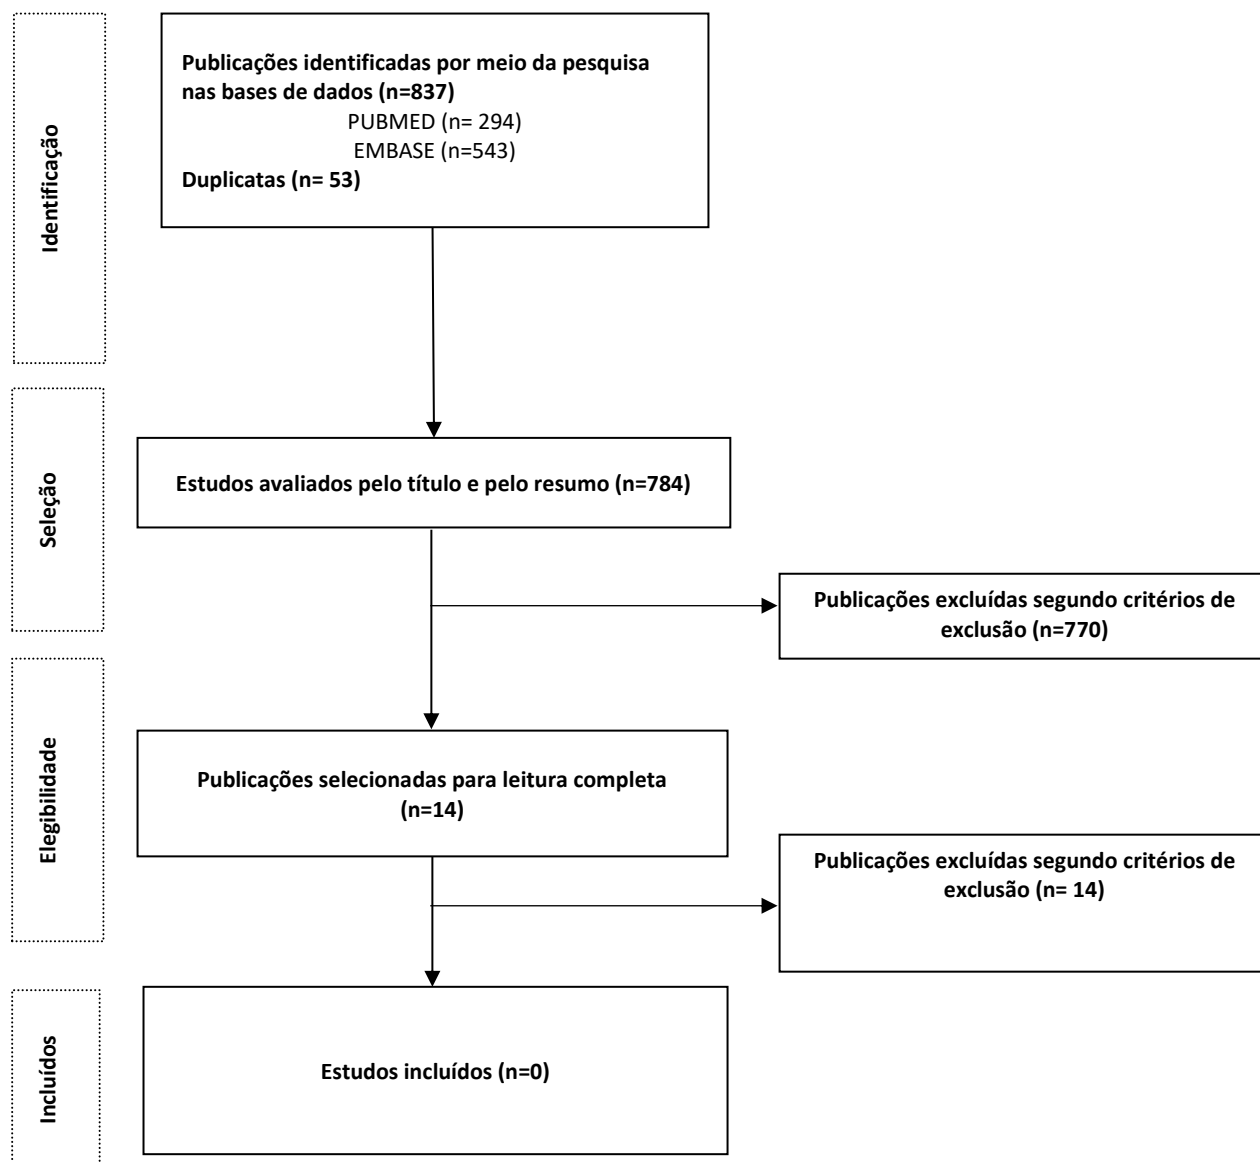 Identificação
Publicações identificadas por meio da pesquisa
nas bases de dados (n=837)
PUBMED (n= 294)
EMBASE (n=543)
Duplicatas (n= 53)
Seleção
Estudos avaliados pelo título e pelo resumo (n=784)
Publicações excluídas segundo critérios de
exclusão (n=770)
Elegibilidade
Publicações selecionadas para leitura completa
(n=14)
Publicações excluídas segundo critérios de
exclusão (n= 14)
Incluídos
Estudos incluídos (n=0)